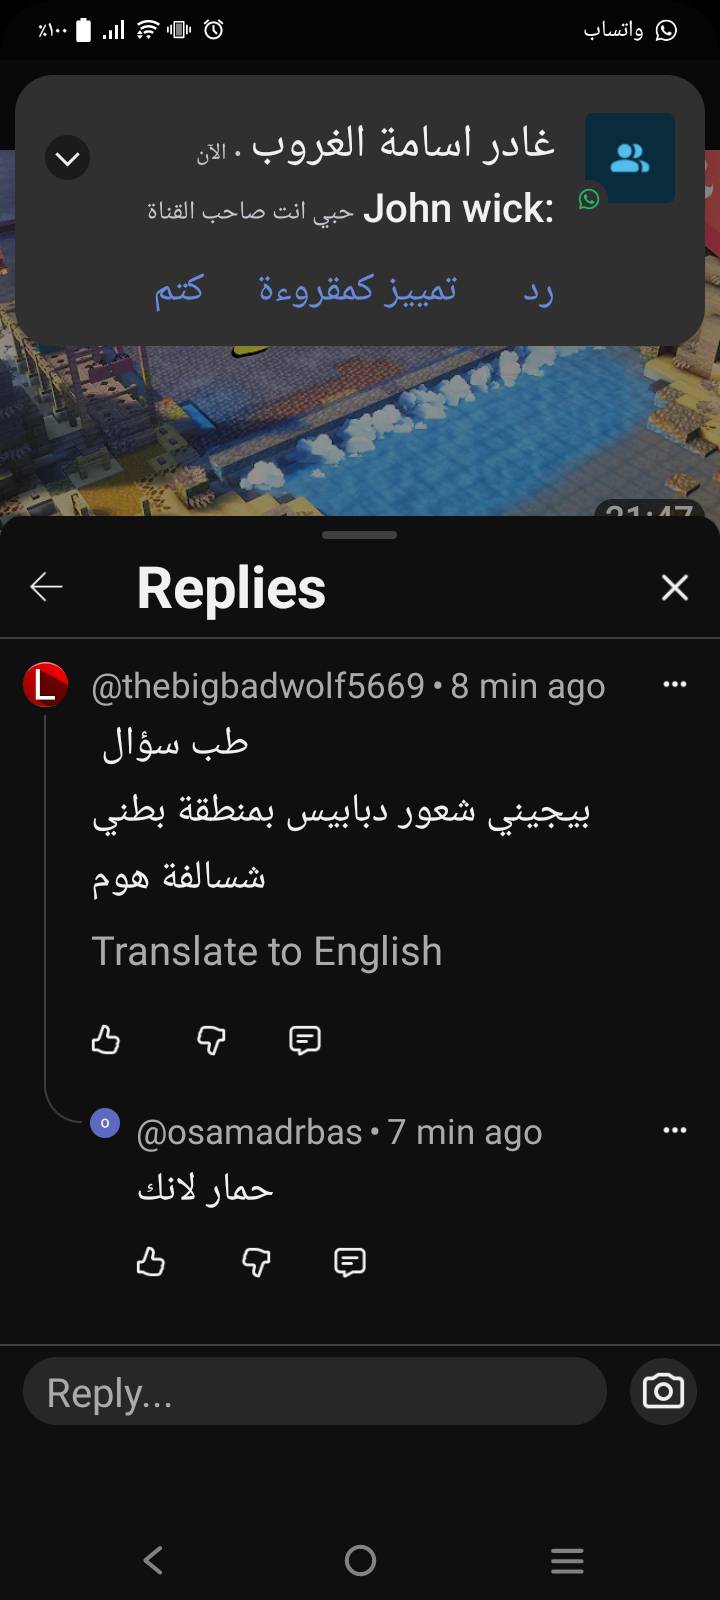 ٪١٠٠ واتساب
غادر اسامة الغروب . الآن
John wick: حبي انت صاحب القناة
رد تمييز كمقروءة كتم
21:47
Replies
@thebigbadwolf5669 • 8 min ago
طب سؤال
بيجيني شعور دبابيس بمنطقة بطني
شسالفة هوم
Translate to English
@osamadrbas • 7 min ago
حمار لانك
Reply...